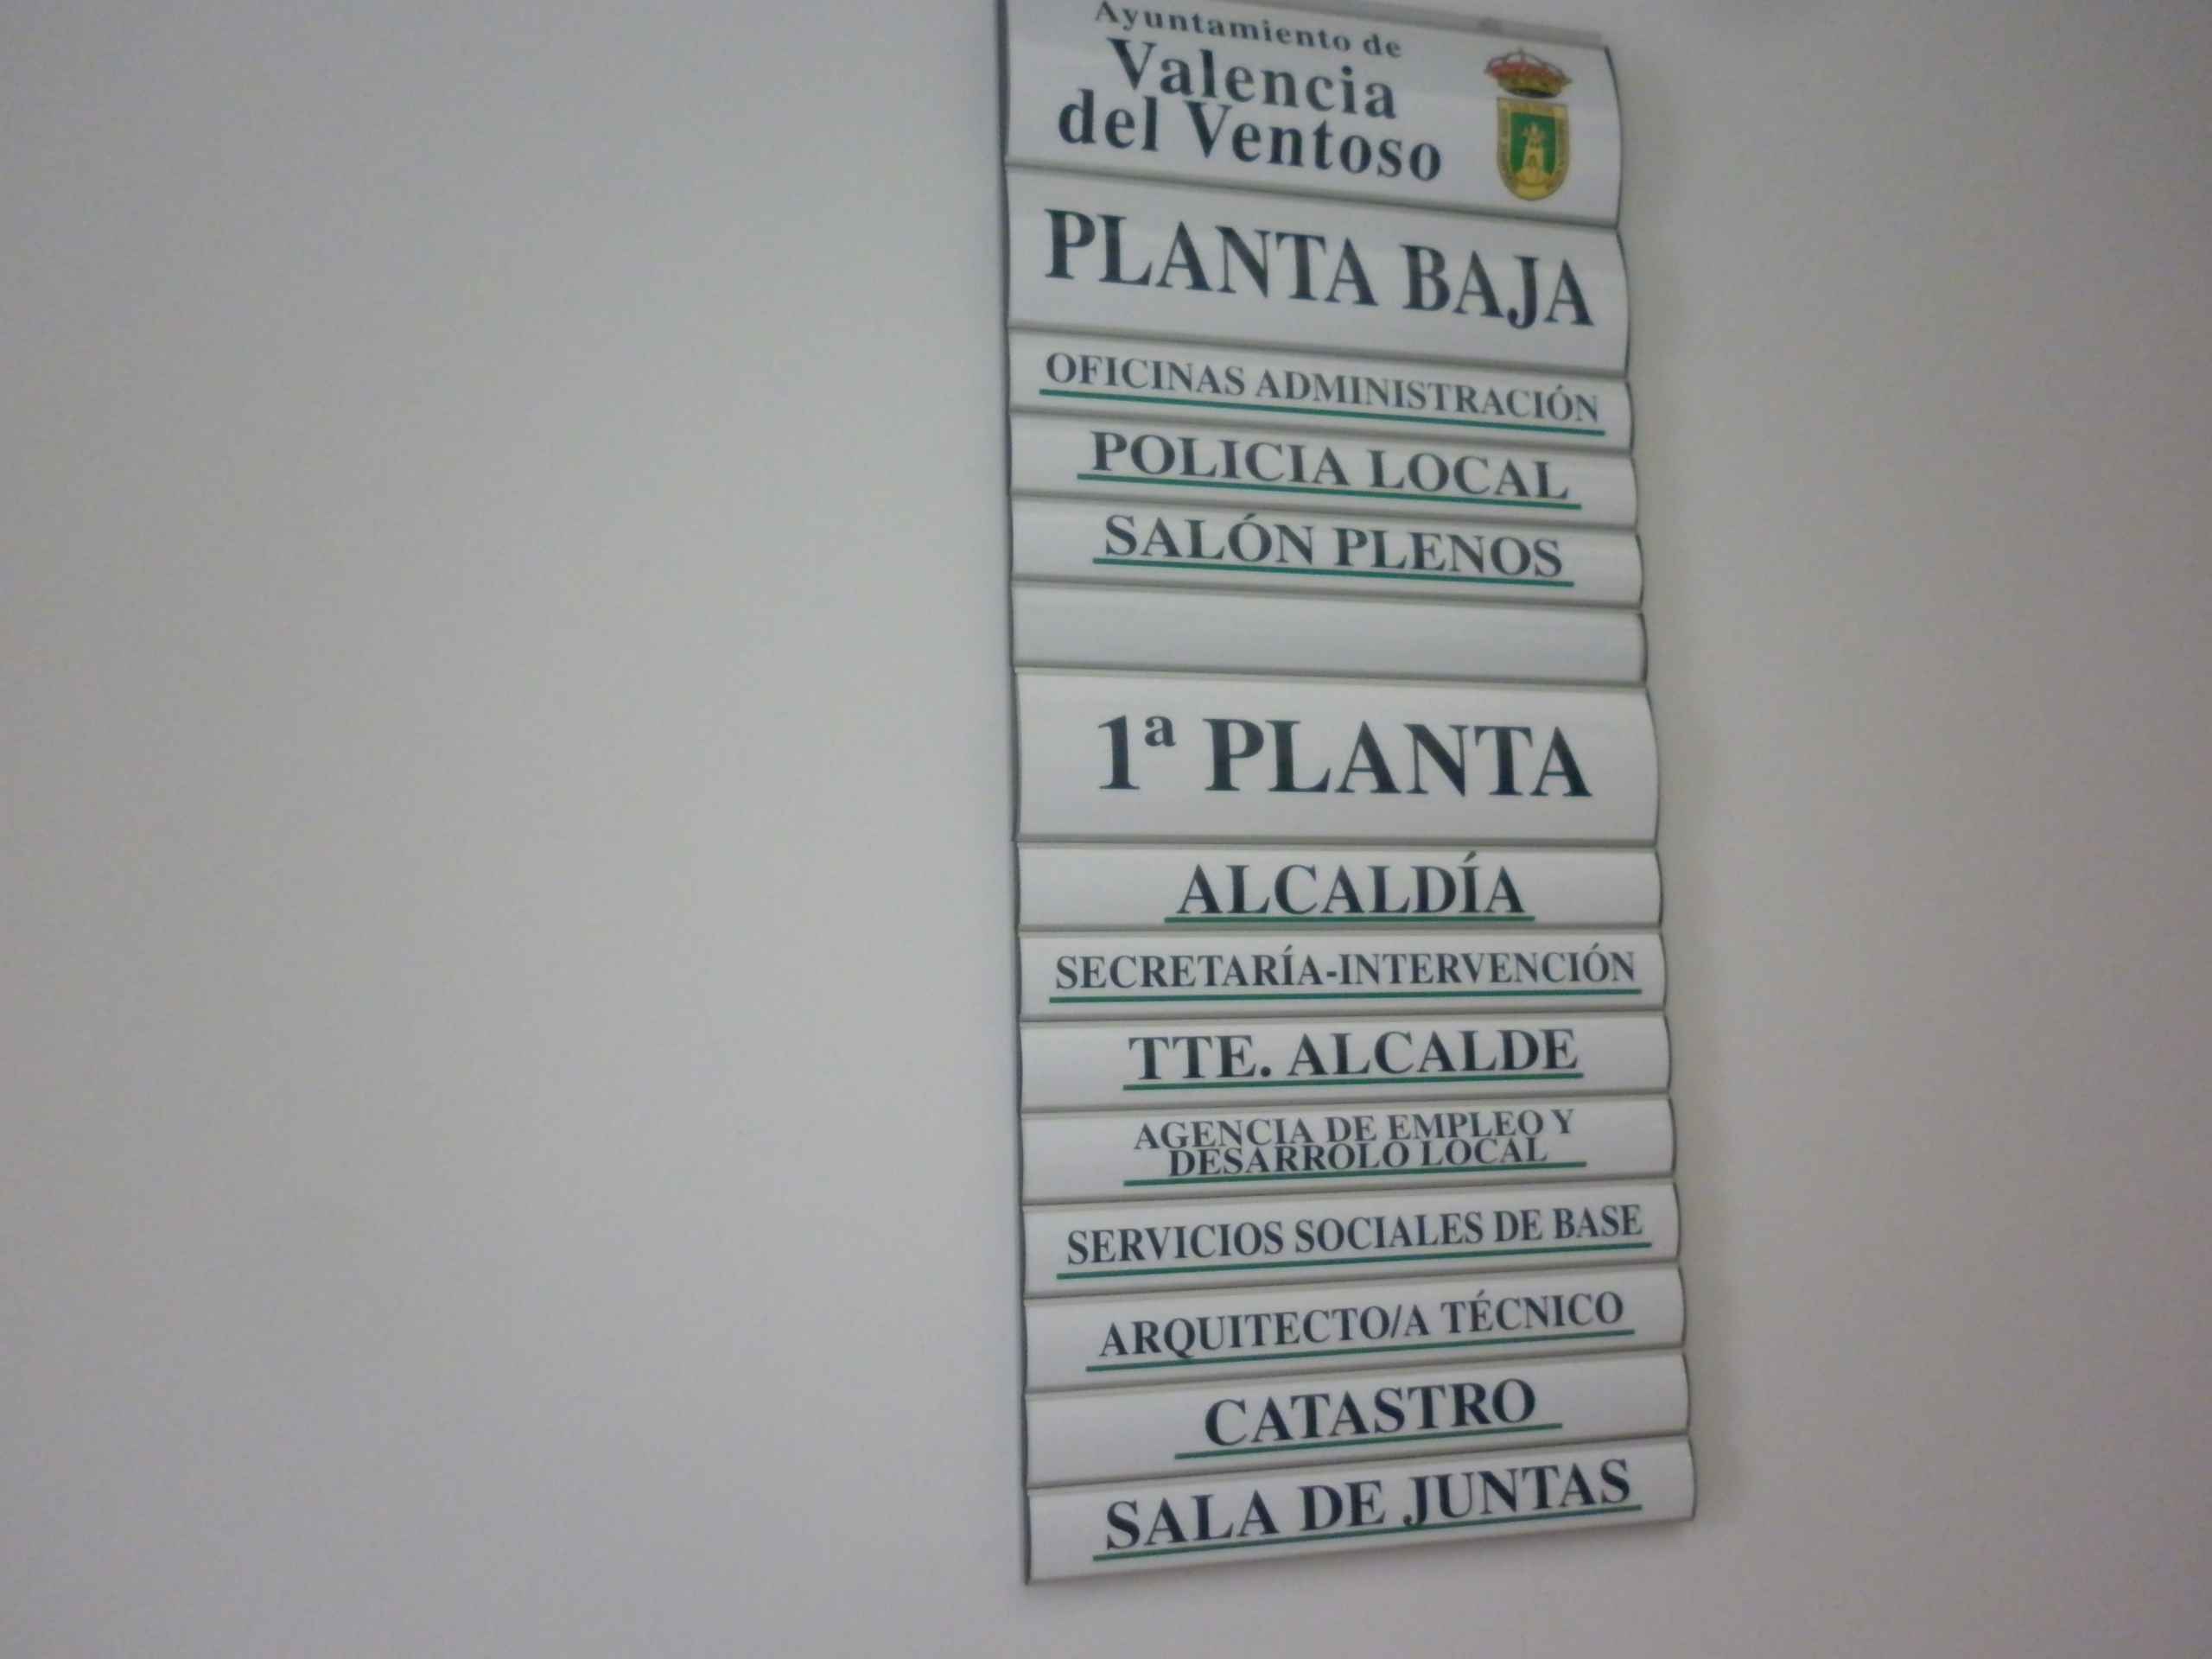 Ayuntamiento de
Valencia
del Ventoso
PLANTA BAJA
OFICINAS ADMINISTRACIÓN
POLICIA LOCAL
SALÓN PLENOS
1ª PLANTA
ALCALDÍA
SECRETARÍA-INTERVENCIÓN
TTE. ALCALDE
AGENCIA DE EMPLEO Y
DESARROLO LOCAL
SERVICIOS SOCIALES DE BASE
ARQUITECTO/A TÉCNICO
CATASTRO
SALA DE JUNTAS